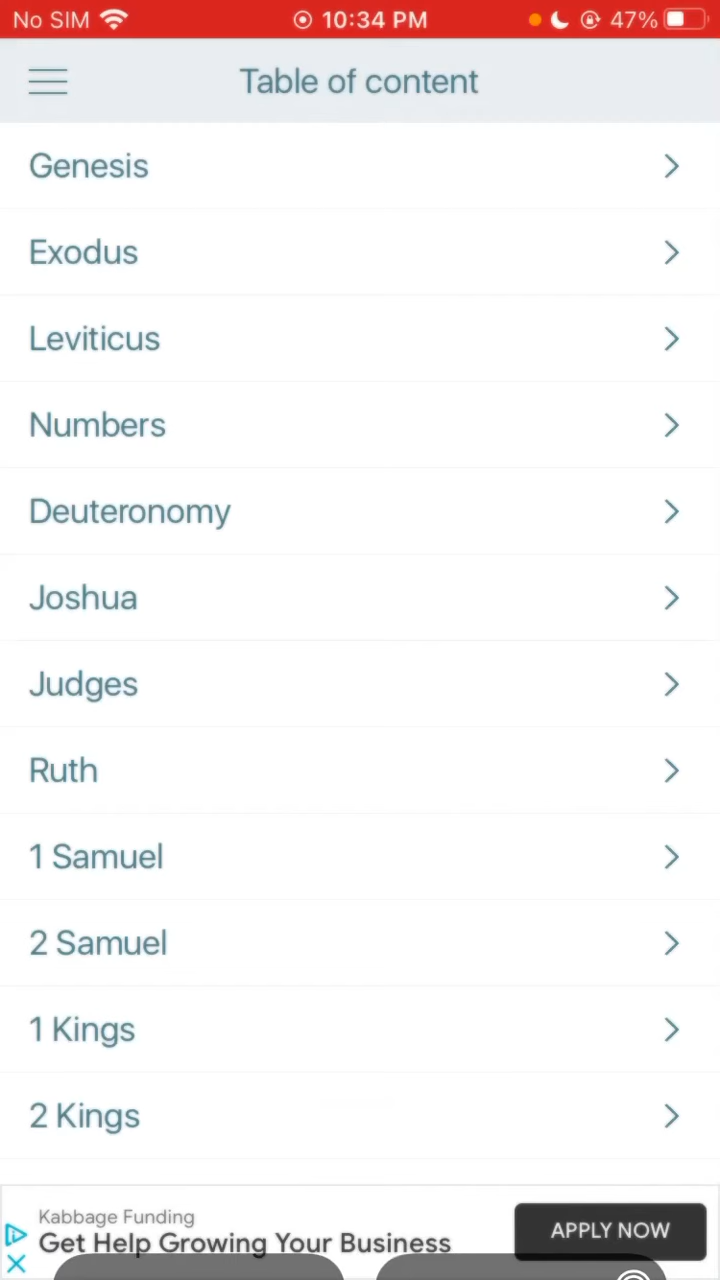 No SIM 10:34 PM 47%
Table of content
Genesis
Exodus
Leviticus
Numbers
Deuteronomy
Joshua
Judges
Ruth
1 Samuel
2 Samuel
1 Kings
2 Kings
Kabbage Funding
Get Help Growing Your Business
APPLY NOW